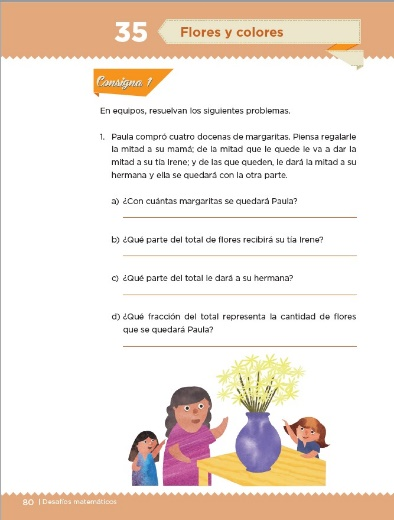 35
Flores y colores
Consigna 1
En equipos, resuelvan los siguientes problemas.
1. Paula compró cuatro docenas de margaritas. Piensa regalarle
la mitad a su mamá; de la mitad que le quede le va a dar la
mitad a su tía Irene; y de las que queden, le dará la mitad a su
hermana y ella se quedará con la otra parte.
a) ¿Con cuántas margaritas se quedará Paula?
b) ¿Qué parte del total de flores recibirá su tía Irene?
c) ¿Qué parte del total le dará a su hermana?
d) ¿Qué fracción del total representa la cantidad de flores
que se quedará Paula?
80 | Desafíos matemáticos